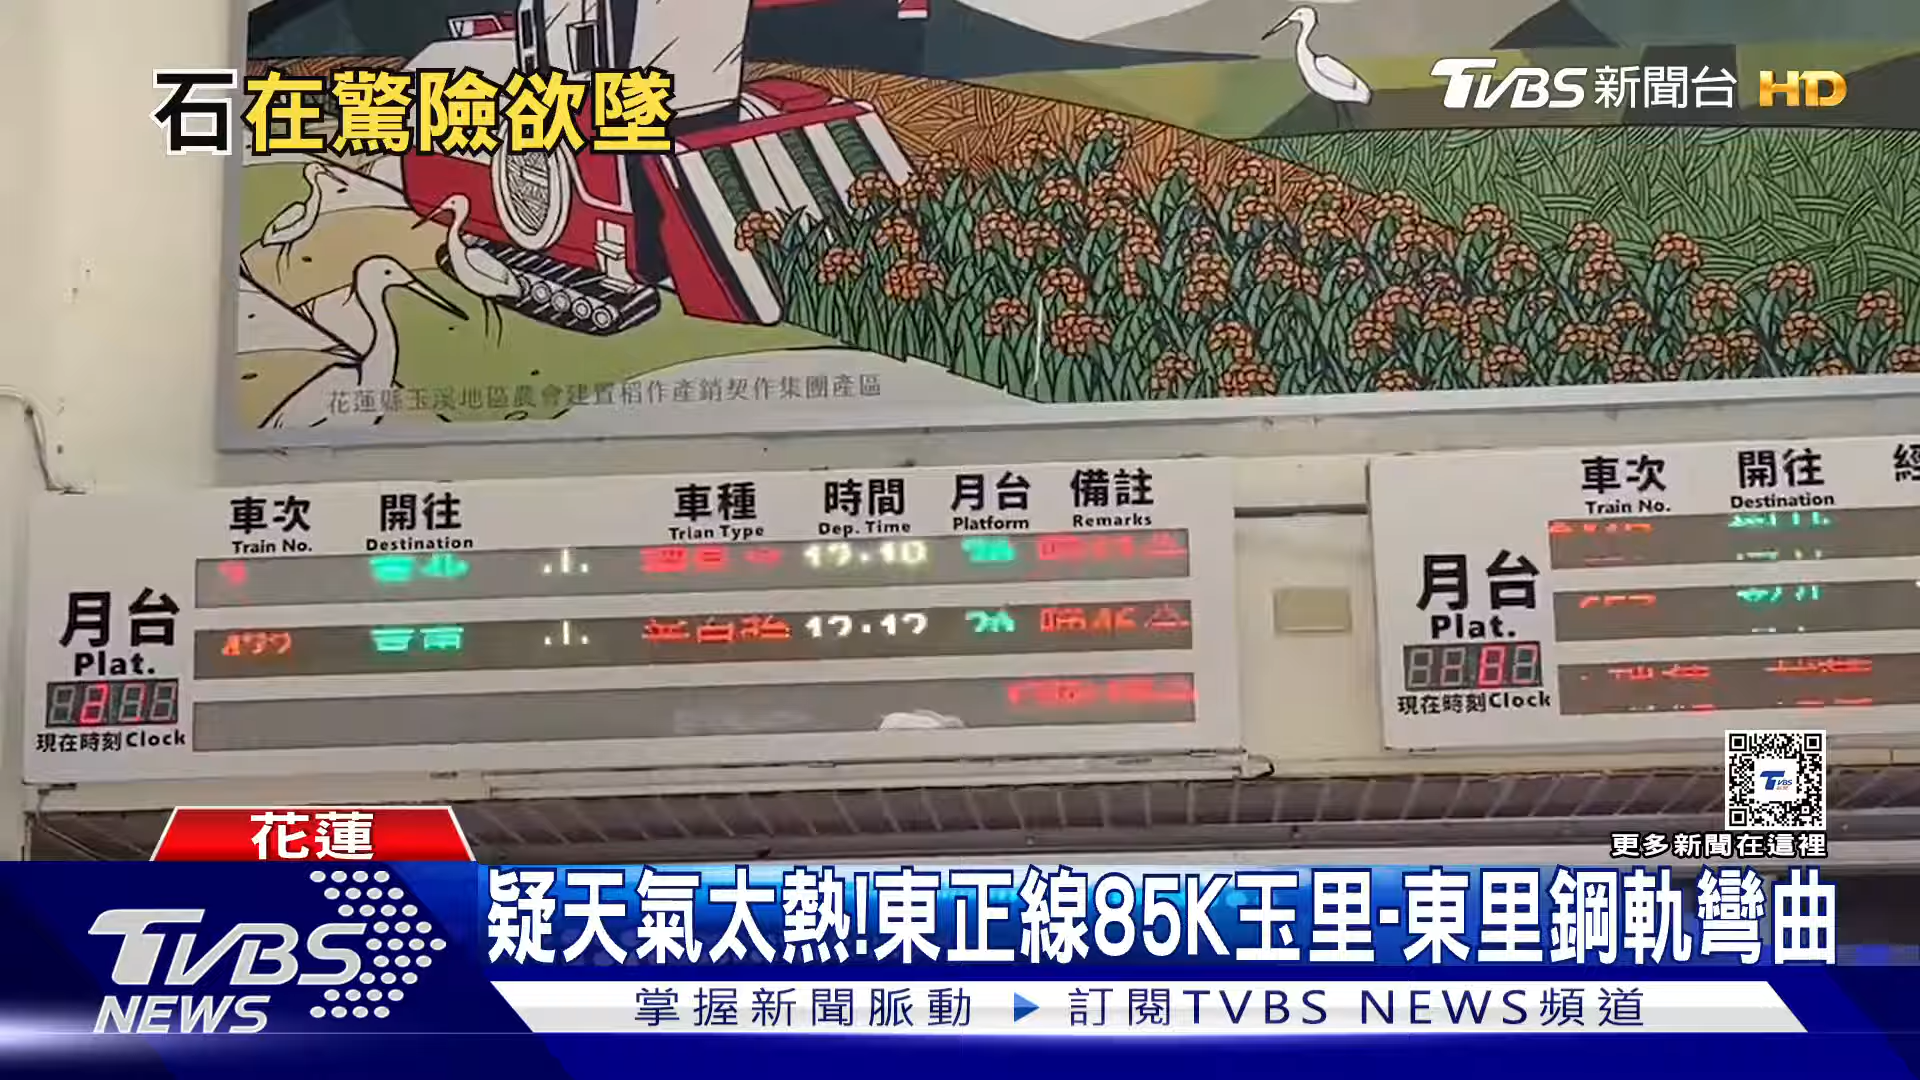 石在驚險欲墜
TVBS新聞台 HD
花蓮縣玉溪地區農會建置稻作產銷契作集團產區
車次 開往 車種 時間 月台 備註
Train No. Destination Trian Type Dep. Time Platform Remarks
月台
Plat.
現在時刻Clock
車次 開往
Train No. Destination
月台
Plat.
現在時刻Clock
更多新聞在這裡
花蓮
疑天氣太熱!東正線85K玉里-東里鋼軌彎曲
TVBS NEWS
掌握新聞脈動 ▶ 訂閱TVBS NEWS頻道